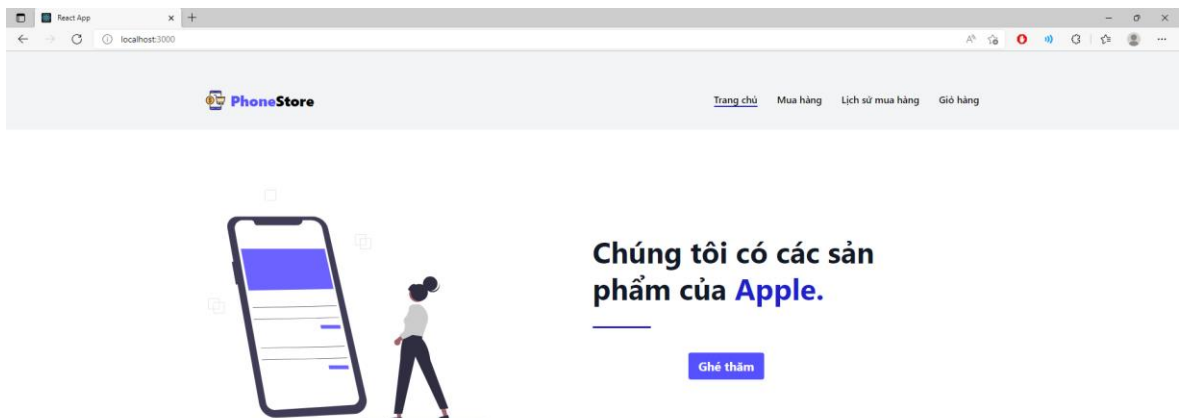 React App
localhost:3000
PhoneStore
Trang chủ Mua hàng Lịch sử mua hàng Giỏ hàng
Chúng tôi có các sản
phẩm của Apple.
Ghé thăm